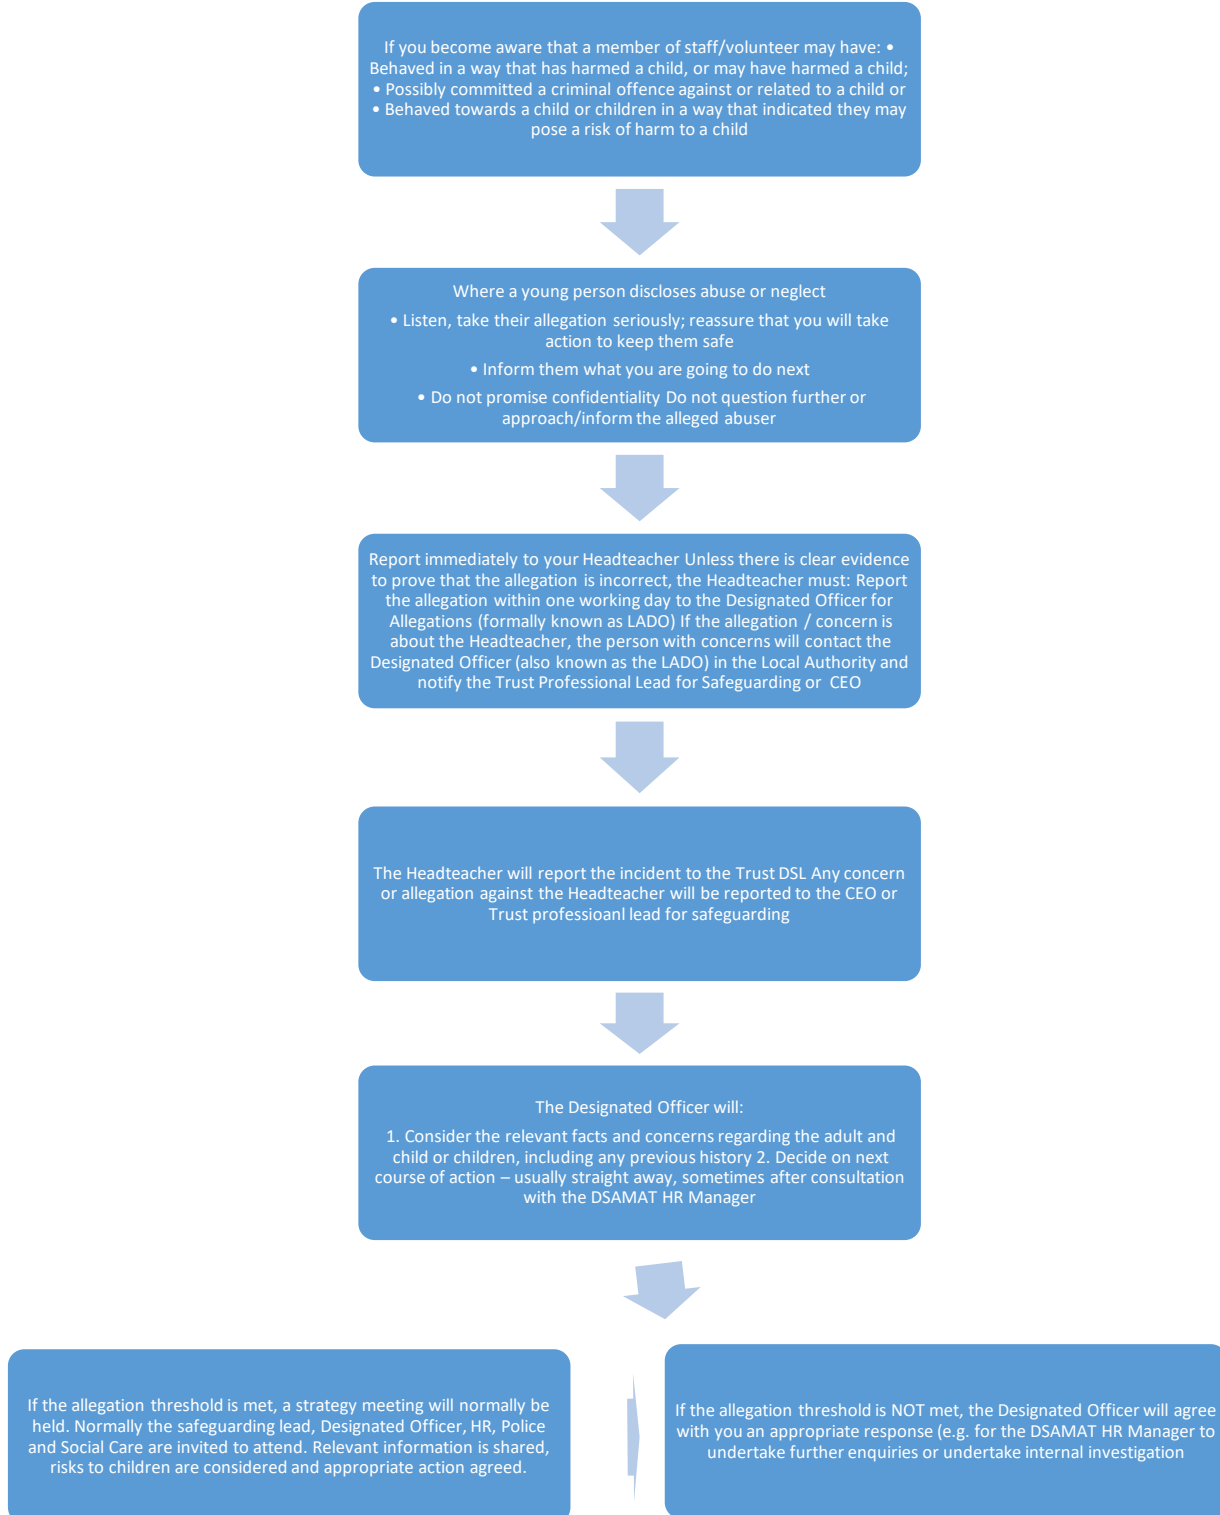 If you become aware that a member of staff/volunteer may have: •
Behaved in a way that has harmed a child, or may have harmed a child;
• Possibly committed a criminal offence against or related to a child or
• Behaved towards a child or children in a way that indicated they may
pose a risk of harm to a child
Where a young person discloses abuse or neglect
• Listen, take their allegation seriously; reassure that you will take
action to keep them safe
• Inform them what you are going to do next
• Do not promise confidentiality Do not question further or
approach/inform the alleged abuser
Report immediately to your Headteacher Unless there is clear evidence
to prove that the allegation is incorrect, the Headteacher must: Report
the allegation within one working day to the Designated Officer for
Allegations (formally known as LADO) If the allegation / concern is
about the Headteacher, the person with concerns will contact the
Designated Officer (also known as the LADO) in the Local Authority and
notify the Trust Professional Lead for Safeguarding or CEO
The Headteacher will report the incident to the Trust DSL Any concern
or allegation against the Headteacher will be reported to the CEO or
Trust professioanl lead for safeguarding
The Designated Officer will:
1. Consider the relevant facts and concerns regarding the adult and
child or children, including any previous history 2. Decide on next
course of action – usually straight away, sometimes after consultation
with the DSAMAT HR Manager
If the allegation threshold is met, a strategy meeting will normally be
held. Normally the safeguarding lead, Designated Officer, HR, Police
and Social Care are invited to attend. Relevant information is shared,
risks to children are considered and appropriate action agreed.
If the allegation threshold is NOT met, the Designated Officer will agree
with you an appropriate response (e.g. for the DSAMAT HR Manager to
undertake further enquiries or undertake internal investigation